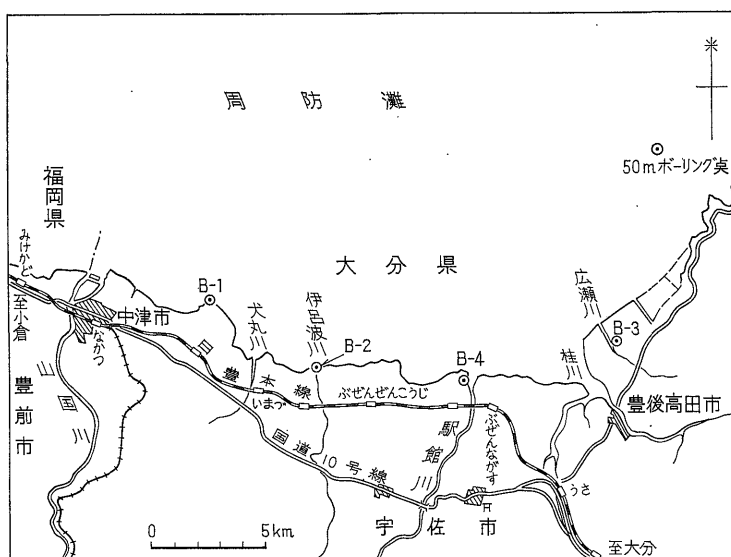 周防灘
50mボーリング点
福岡県
みけかど
大分県
広瀬川
至小倉
中津市
B-1
犬丸川
伊呂波川
B-2
B-3
B-4
桂川
なかつ
日豊本線
いまづ
ぶぜんぜんこうじ
豊後高田市
豊前市
山国川
国道10号線
駅館川
ぶぜんながす
うさ
宇佐市
0 5km
至大分